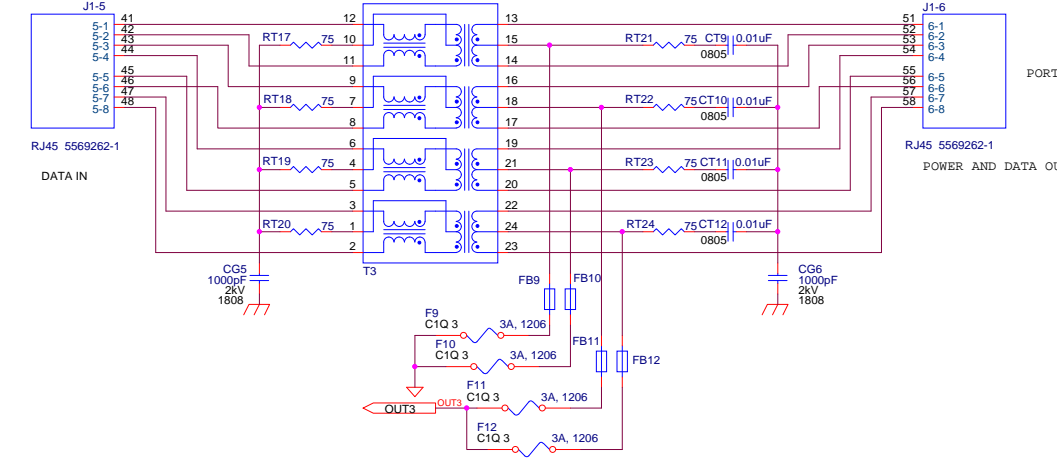 J1-5
41
42
43
44
45
46
47
48
5-1
5-2
5-3
5-4
5-5
5-6
5-7
5-8
RJ45 5569262-1
DATA IN
RT17 75
RT18 75
RT19 75
RT20 75
CG5
1000pF
2kV
1808
12
10
11
9
7
8
6
4
5
3
1
2
T3
13
15
14
16
18
17
19
21
20
22
24
23
RT21 75 CT9 0.01uF
0805
RT22 75 CT10 0.01uF
0805
RT23 75 CT11 0.01uF
0805
RT24 75 CT12 0.01uF
0805
CG6
1000pF
2kV
1808
J1-6
51
52
53
54
55
56
57
58
6-1
6-2
6-3
6-4
6-5
6-6
6-7
6-8
RJ45 5569262-1
PORT
POWER AND DATA OU
FB9
FB10
FB11
FB12
F9
C1Q 3
3A, 1206
F10
C1Q 3
3A, 1206
F11
C1Q 3
3A, 1206
OUT3
OUT3
F12
C1Q 3
3A, 1206